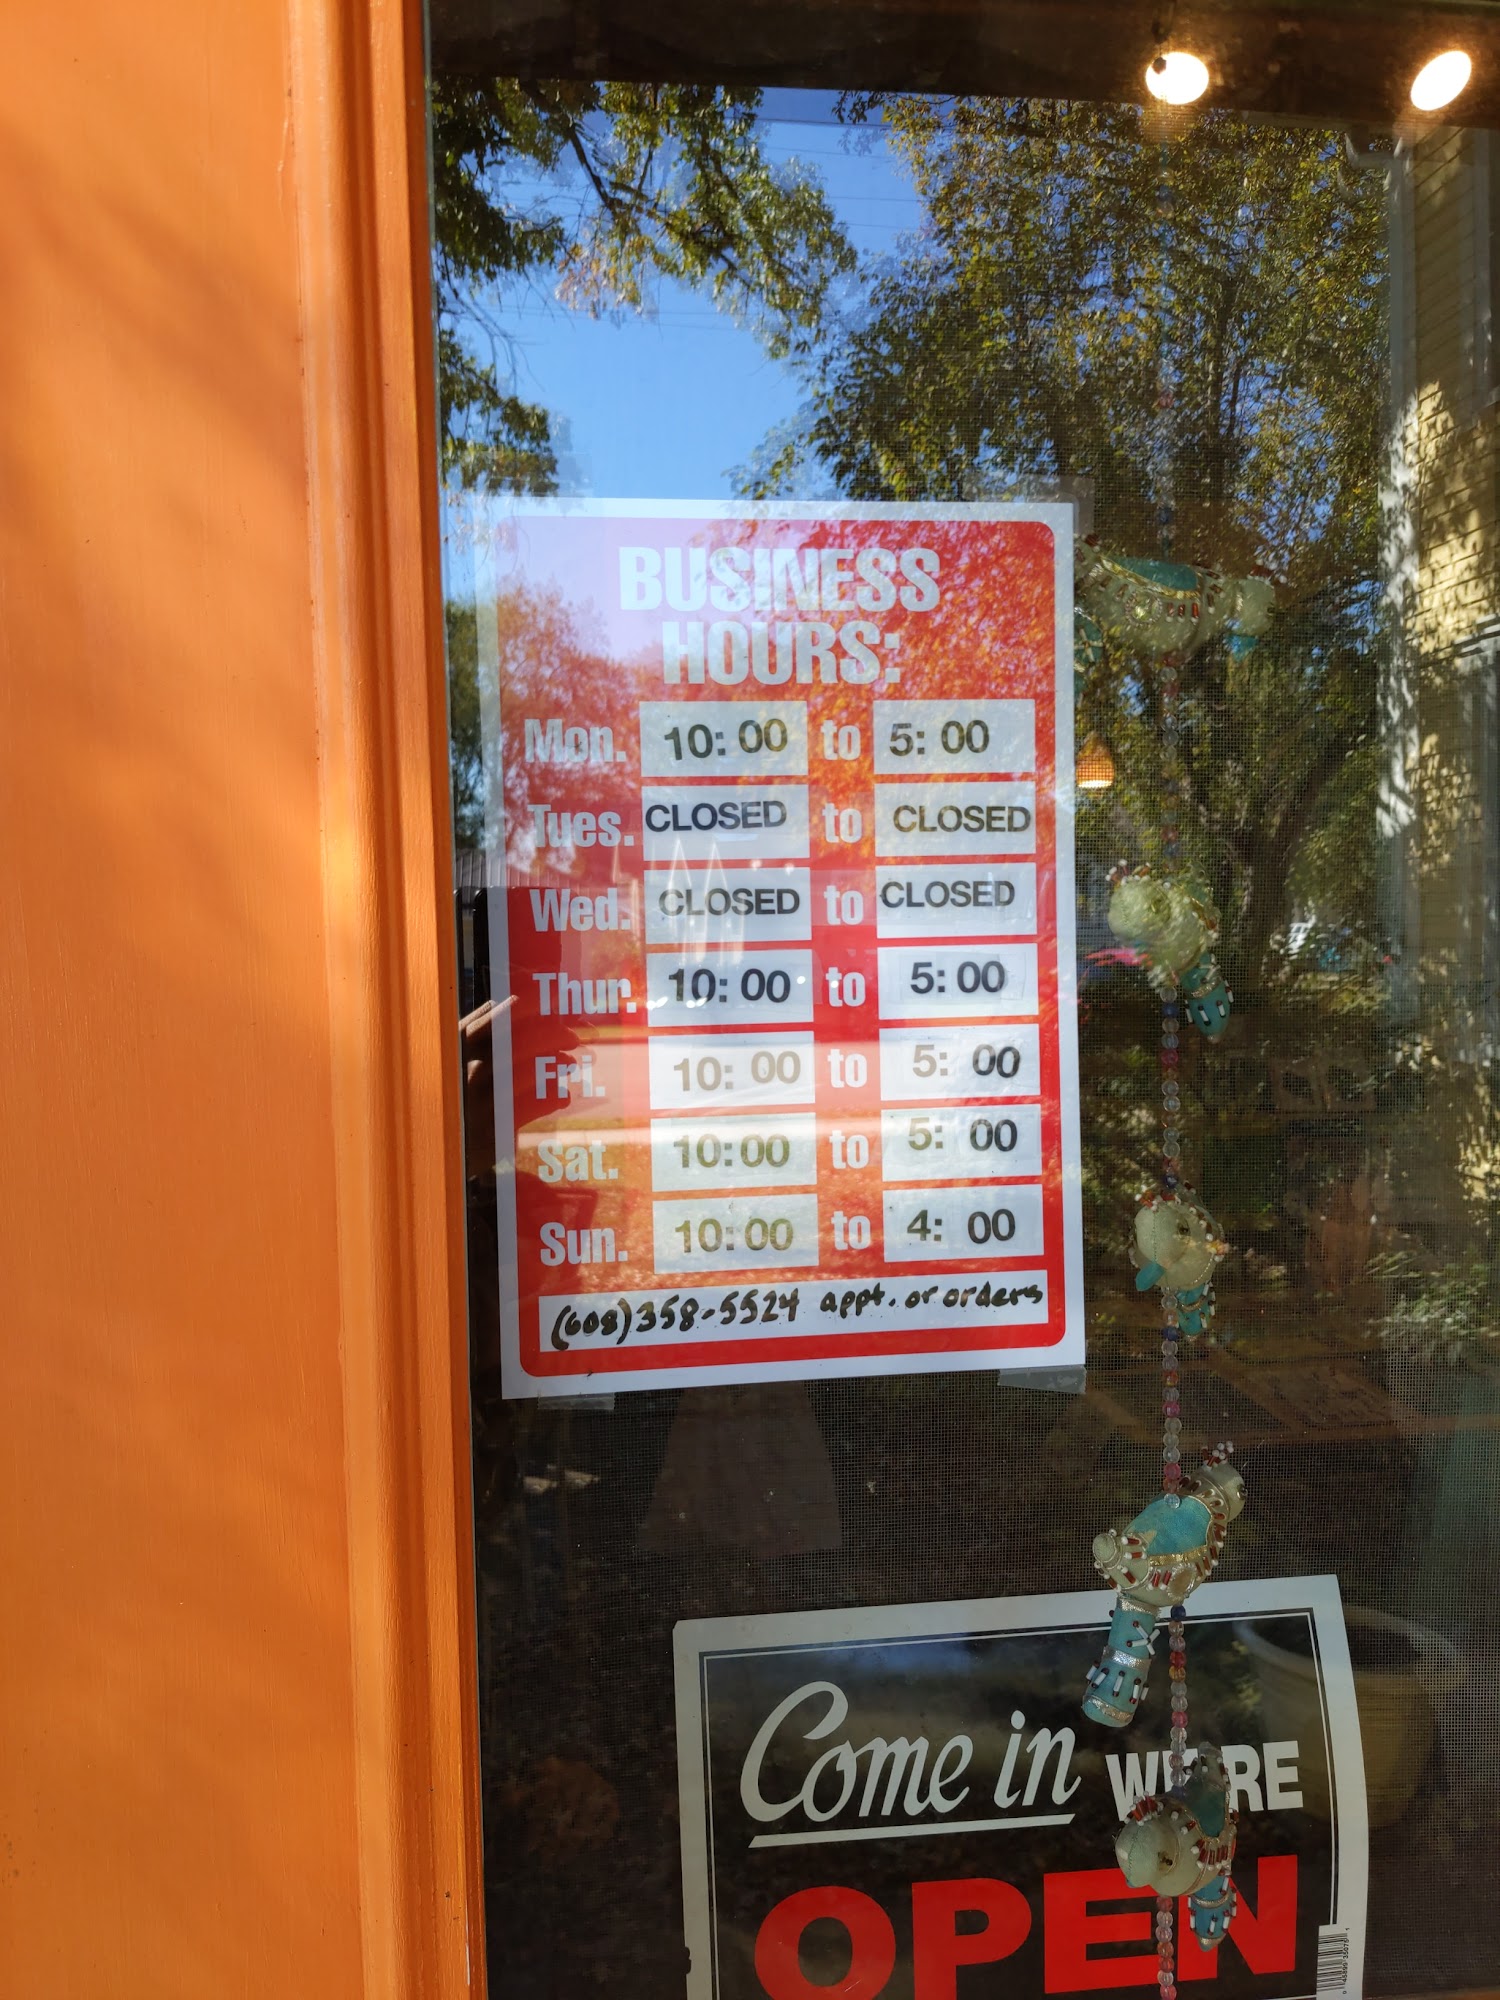 BUSINESS
HOURS:
Mon. 10:00 to 5:00
Tues. CLOSED to CLOSED
Wed. CLOSED to CLOSED
Thur. 10:00 to 5:00
Fri. 10:00 to 5:00
Sat. 10:00 to 5:00
Sun. 10:00 to 4:00
(608)358-5524 appt. or orders
Come in WE'RE
OPEN